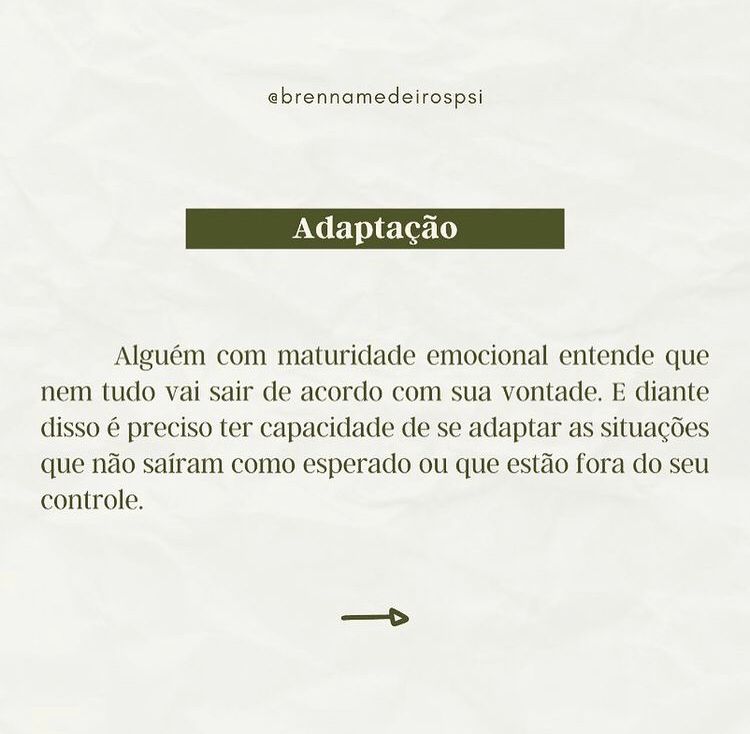 @brennamedeirospsi
Adaptação
Alguém com maturidade emocional entende que
nem tudo vai sair de acordo com sua vontade. E diante
disso é preciso ter capacidade de se adaptar as situações
que não saíram como esperado ou que estão fora do seu
controle.